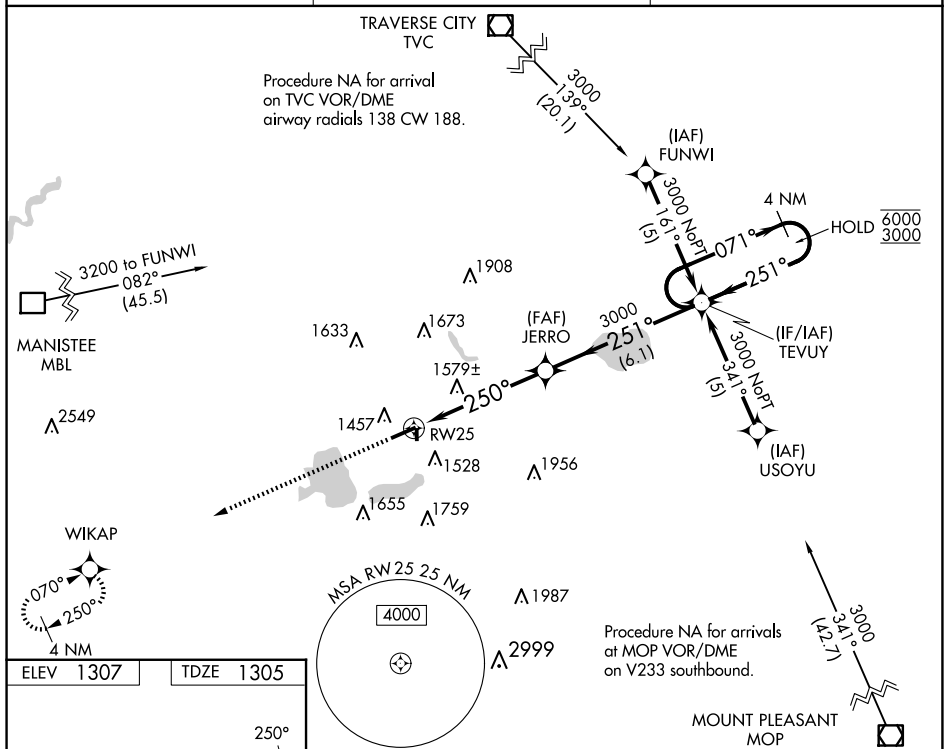 TRAVERSE CITY
TVC
Procedure NA for arrival
on TVC VOR/DME
airway radials 138 CW 188.
3000
139°
(20.1)
(IAF)
FUNWI
3000 NoPT
161°
(5)
4 NM
HOLD
6000
3000
071°
251°
3200 to FUNWI
082°
(45.5)
MANISTEE
MBL
1908
1633
1673
(FAF)
JERRO
3000
251°
(6.1)
(IF/IAF)
TEVUY
1579±
250°
3000 NoPT
341°
(5)
2549
1457
RW25
(IAF)
USOYU
1528
1956
1655
1759
WIKAP
070°
250°
4 NM
MSA RW25 25 NM
4000
1987
2999
Procedure NA for arrivals
at MOP VOR/DME
on V233 southbound.
3000
341°
(42.7)
MOUNT PLEASANT
MOP
ELEV 1307
TDZE 1305
250°